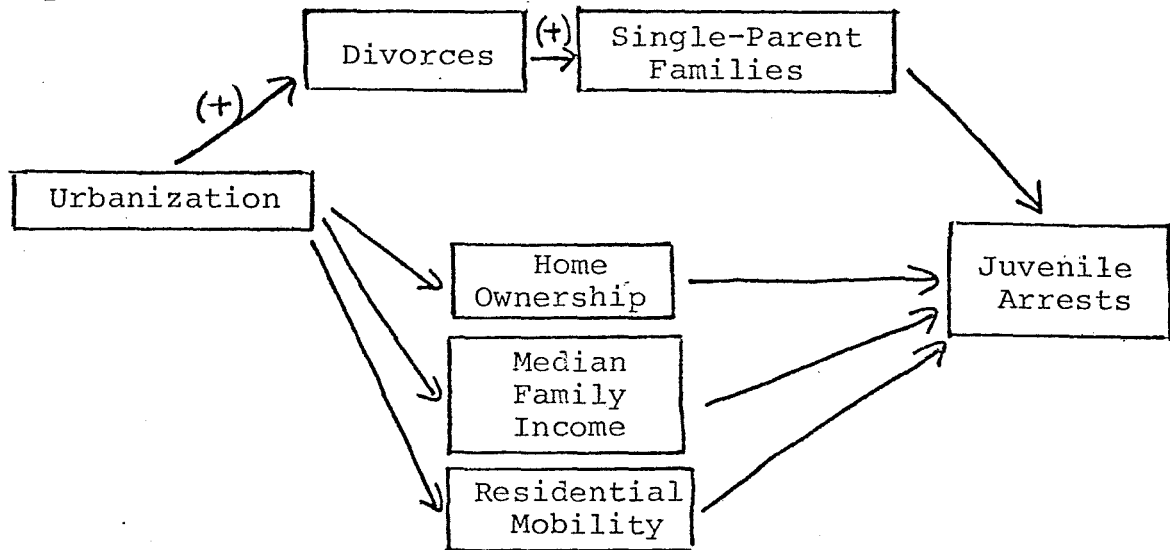 (+)
Divorces
Single-Parent
Families
(+)
Urbanization
Home
Ownership
Juvenile
Arrests
Median
Family
Income
Residential
Mobility